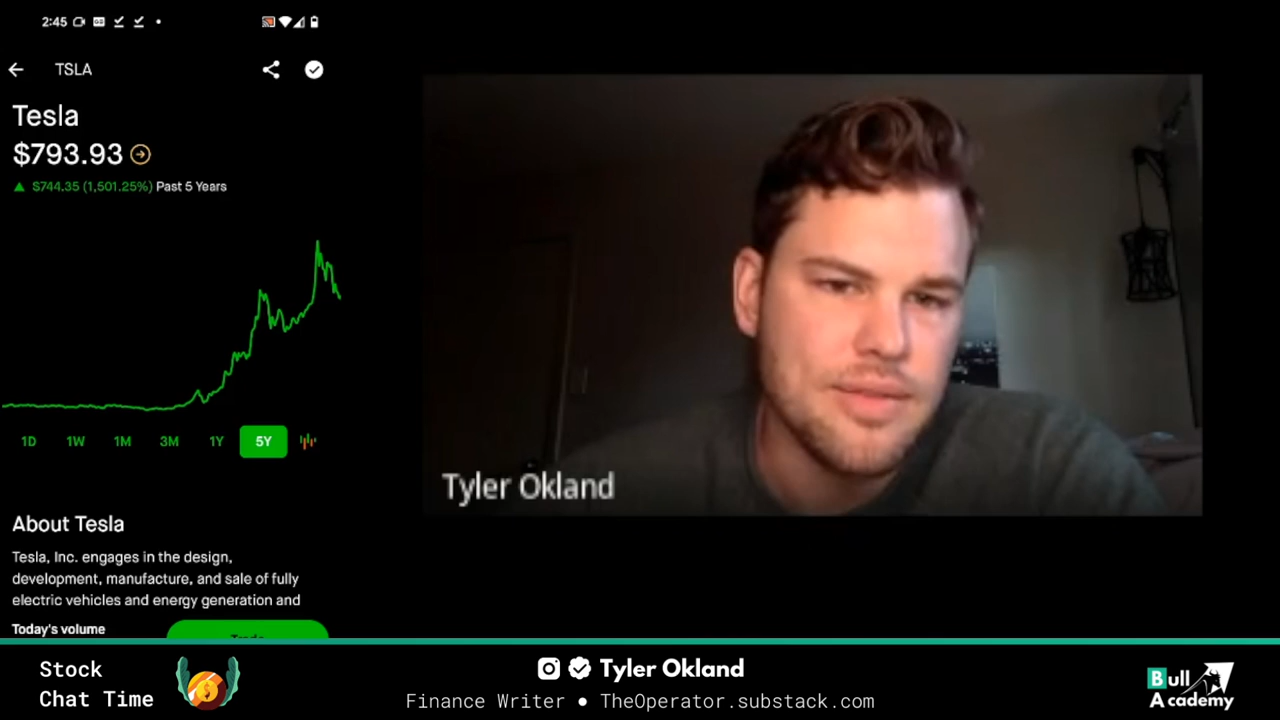 2:45
TSLA
Tesla
$793.93
$744.35 (1,501.25%) Past 5 Years
1D 1W 1M 3M 1Y 5Y
About Tesla
Tesla, Inc. engages in the design,
development, manufacture, and sale of fully
electric vehicles and energy generation and
Today's volume
Trade
Tyler Okland
Stock
Chat Time
Tyler Okland
Finance Writer ● TheOperator.substack.com
Bull
Academy